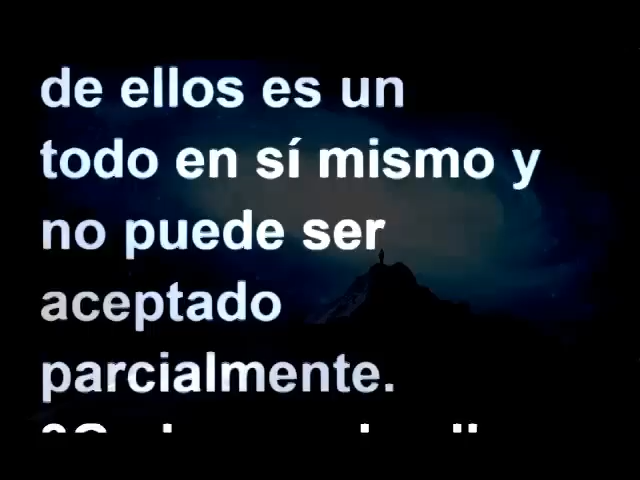 de ellos es un
todo en sí mismo y
no puede ser
aceptado
parcialmente.